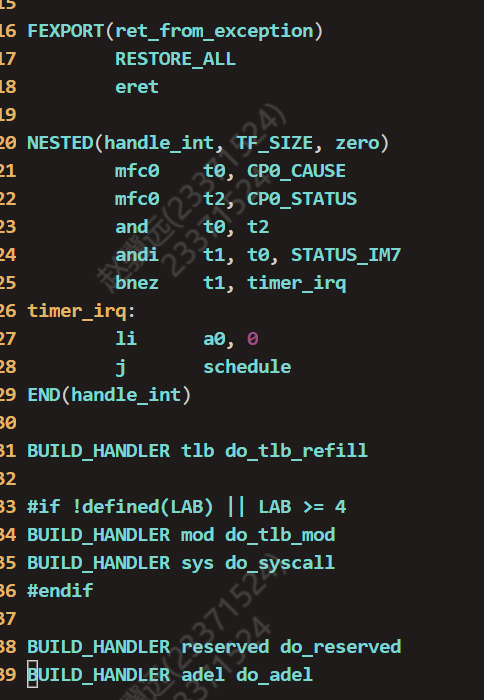 15
16 FEXPORT(ret_from_exception)
17 RESTORE_ALL
18 eret
19
20 NESTED(handle_int, TF_SIZE, zero)
21 mfc0 t0, CP0_CAUSE
22 mfc0 t2, CP0_STATUS
23 and t0, t2
24 andi t1, t0, STATUS_IM7
25 bnez t1, timer_irq
26 timer_irq:
27 li a0, 0
28 j schedule
29 END(handle_int)
30
31 BUILD_HANDLER tlb do_tlb_refill
32
33 #if !defined(LAB) || LAB >= 4
34 BUILD_HANDLER mod do_tlb_mod
35 BUILD_HANDLER sys do_syscall
36 #endif
37
38 BUILD_HANDLER reserved do_reserved
39 BUILD_HANDLER adel do_adel
(23371524)
23371524
(23371524)
23371524